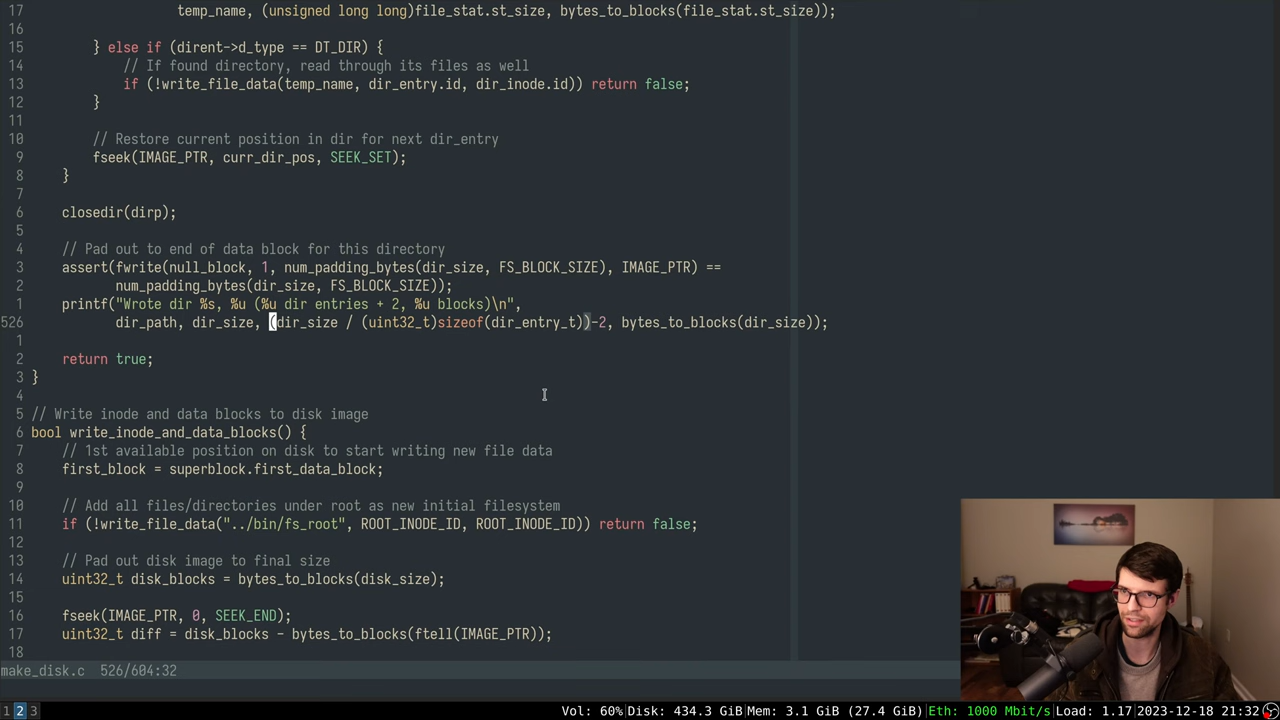 17                     temp_name, (unsigned long long)file_stat.st_size, bytes_to_blocks(file_stat.st_size));
16
15         } else if (dirent->d_type == DT_DIR) {
14             // If found directory, read through its files as well
13             if (!write_file_data(temp_name, dir_entry.id, dir_inode.id)) return false;
12         }
11
10         // Restore current position in dir for next dir_entry
9         fseek(IMAGE_PTR, curr_dir_pos, SEEK_SET);
8     }
7
6     closedir(dirp);
5
4     // Pad out to end of data block for this directory
3     assert(fwrite(null_block, 1, num_padding_bytes(dir_size, FS_BLOCK_SIZE), IMAGE_PTR) ==
2            num_padding_bytes(dir_size, FS_BLOCK_SIZE));
1     printf("Wrote dir %s, %u (%u dir entries + 2, %u blocks)\n",
526            dir_path, dir_size, (dir_size / (uint32_t)sizeof(dir_entry_t))-2, bytes_to_blocks(dir_size));
1
2     return true;
3 }
4
5 // Write inode and data blocks to disk image
6 bool write_inode_and_data_blocks() {
7     // 1st available position on disk to start writing new file data
8     first_block = superblock.first_data_block;
9
10     // Add all files/directories under root as new initial filesystem
11     if (!write_file_data("../bin/fs_root", ROOT_INODE_ID, ROOT_INODE_ID)) return false;
12
13     // Pad out disk image to final size
14     uint32_t disk_blocks = bytes_to_blocks(disk_size);
15
16     fseek(IMAGE_PTR, 0, SEEK_END);
17     uint32_t diff = disk_blocks - bytes_to_blocks(ftell(IMAGE_PTR));
18
make_disk.c  526/604:32
1 2 3 Vol: 60%|Disk: 434.3 GiB|Mem: 3.1 GiB (27.4 GiB)|Eth: 1000 Mbit/s|Load: 1.17|2023-12-18 21:32